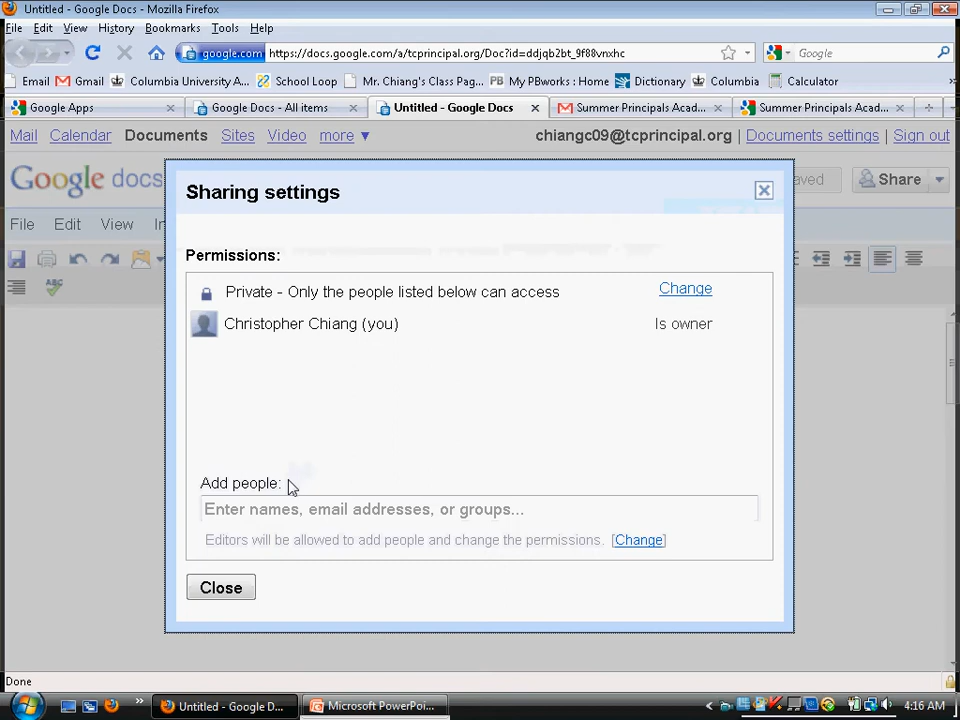 Untitled - Google Docs - Mozilla Firefox
File Edit View History Bookmarks Tools Help
google.com https://docs.google.com/a/tcprincipal.org/Doc?id=ddjqb2bt_9f88vnxhc Google
Email Gmail Columbia University A... School Loop Mr. Chiang's Class Pag... PB My PBworks : Home Dictionary Columbia Calculator
Google Apps Google Docs - All items Untitled - Google Docs Summer Principals Acad... Summer Principals Acad...
Mail Calendar Documents Sites Video more ▼ chiangc09@tcprincipal.org | Documents settings | Sign out
Google docs Share
File Edit View
Sharing settings
Permissions:
Private - Only the people listed below can access Change
Christopher Chiang (you) Is owner
Add people:
Enter names, email addresses, or groups...
Editors will be allowed to add people and change the permissions. [Change]
Close
Done
Untitled - Google D... Microsoft PowerPoi... 4:16 AM